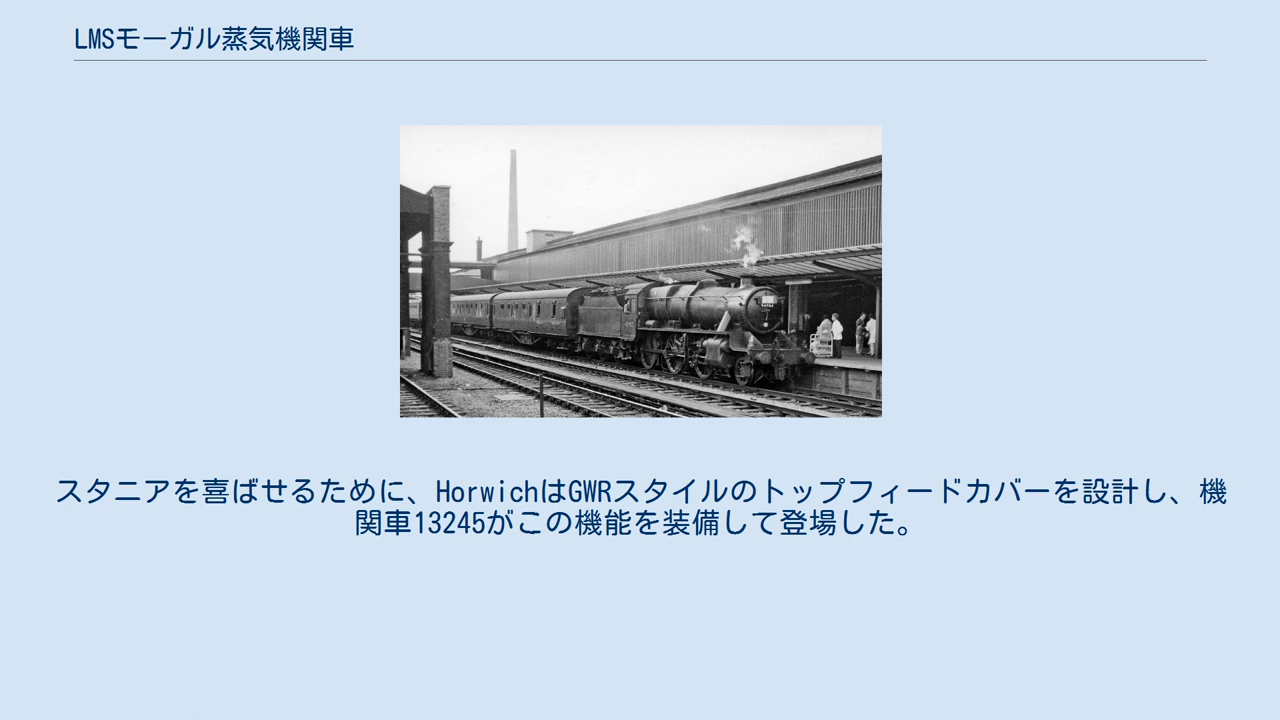 LMSモーガル蒸気機関車
スタニアを喜ばせるために、HorwichはGWRスタイルのトップフィードカバーを設計し、機
関車13245がこの機能を装備して登場した。